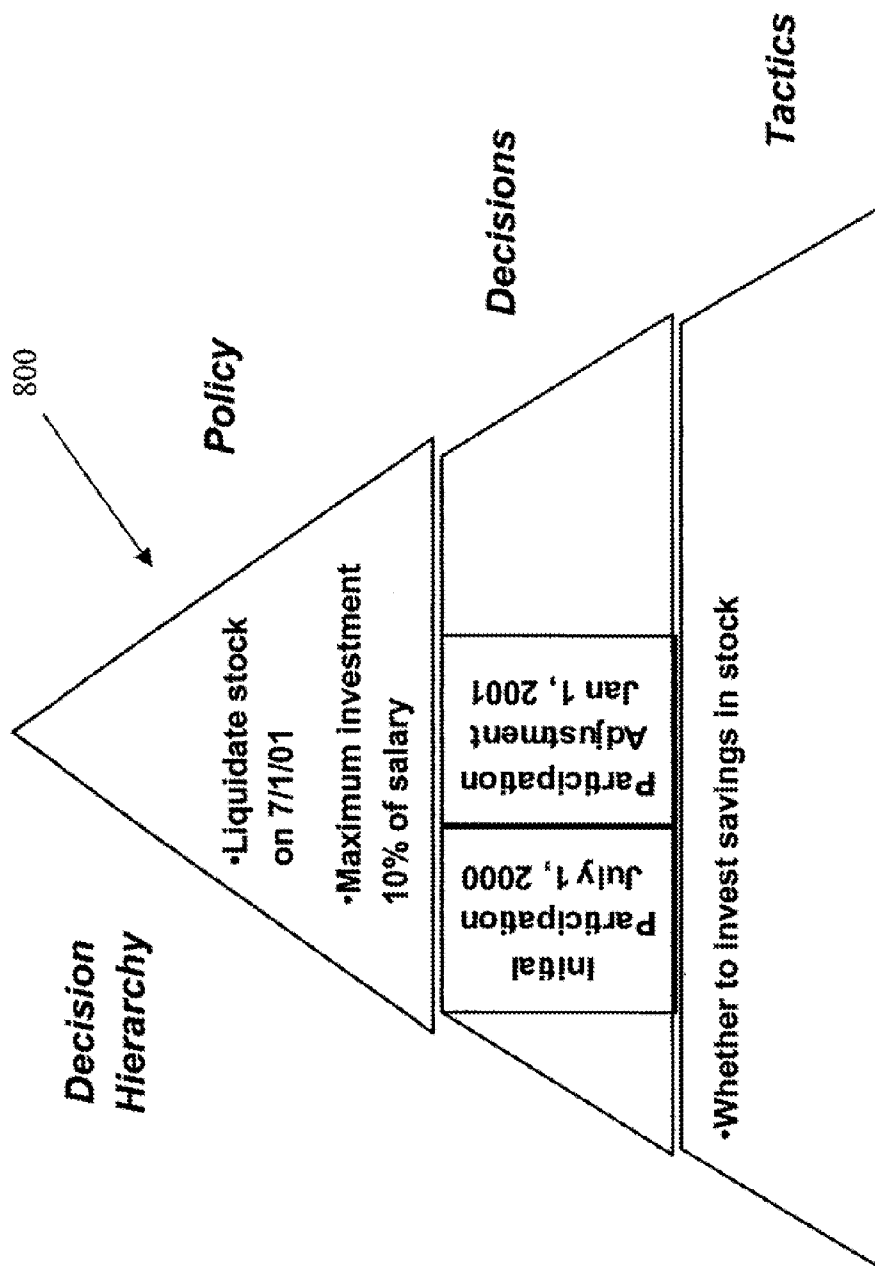 Decision
Hierarchy
800
Policy
•Liquidate stock
on 7/1/01
•Maximum investment
10% of salary
Decisions
Initial
Participation
July 1, 2000
Participation
Adjustment
Jan 1, 2001
Tactics
•Whether to invest savings in stock